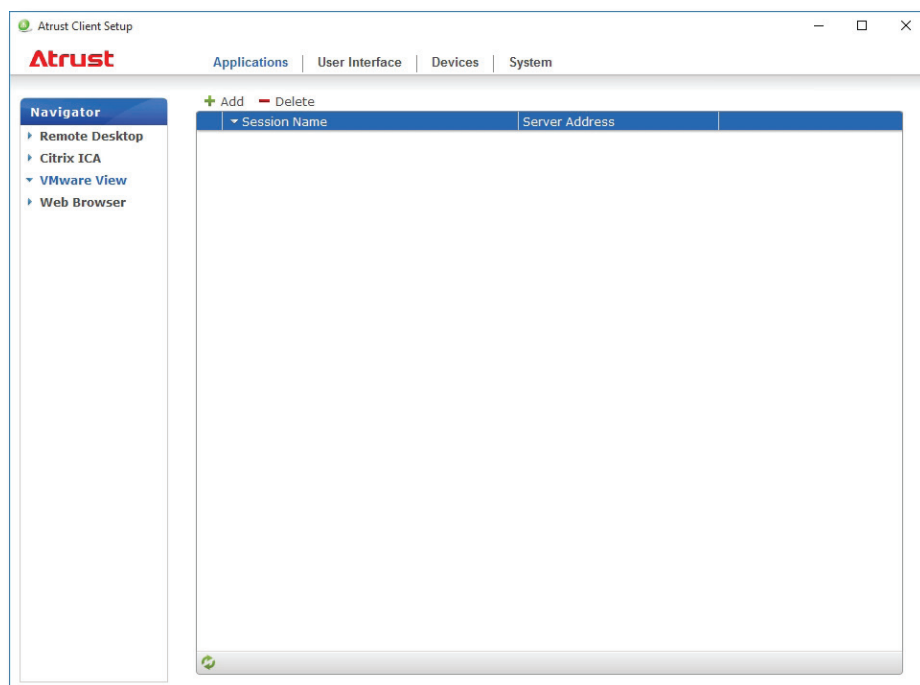 Atrust Client Setup
Atrust
Applications User Interface Devices System
Add Delete
Navigator
Session Name Server Address
Remote Desktop
Citrix ICA
VMware View
Web Browser